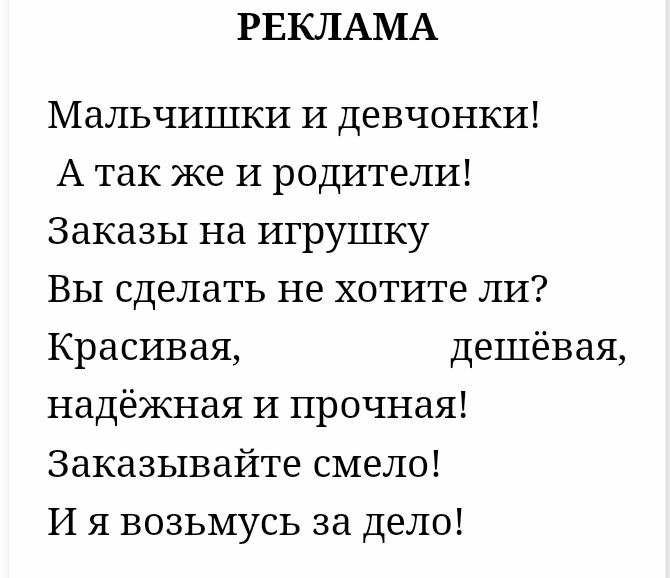 РЕКЛАМА
Мальчишки и девчонки!
А так же и родители!
Заказы на игрушку
Вы сделать не хотите ли?
Красивая, дешёвая,
надёжная и прочная!
Заказывайте смело!
И я возьмусь за дело!